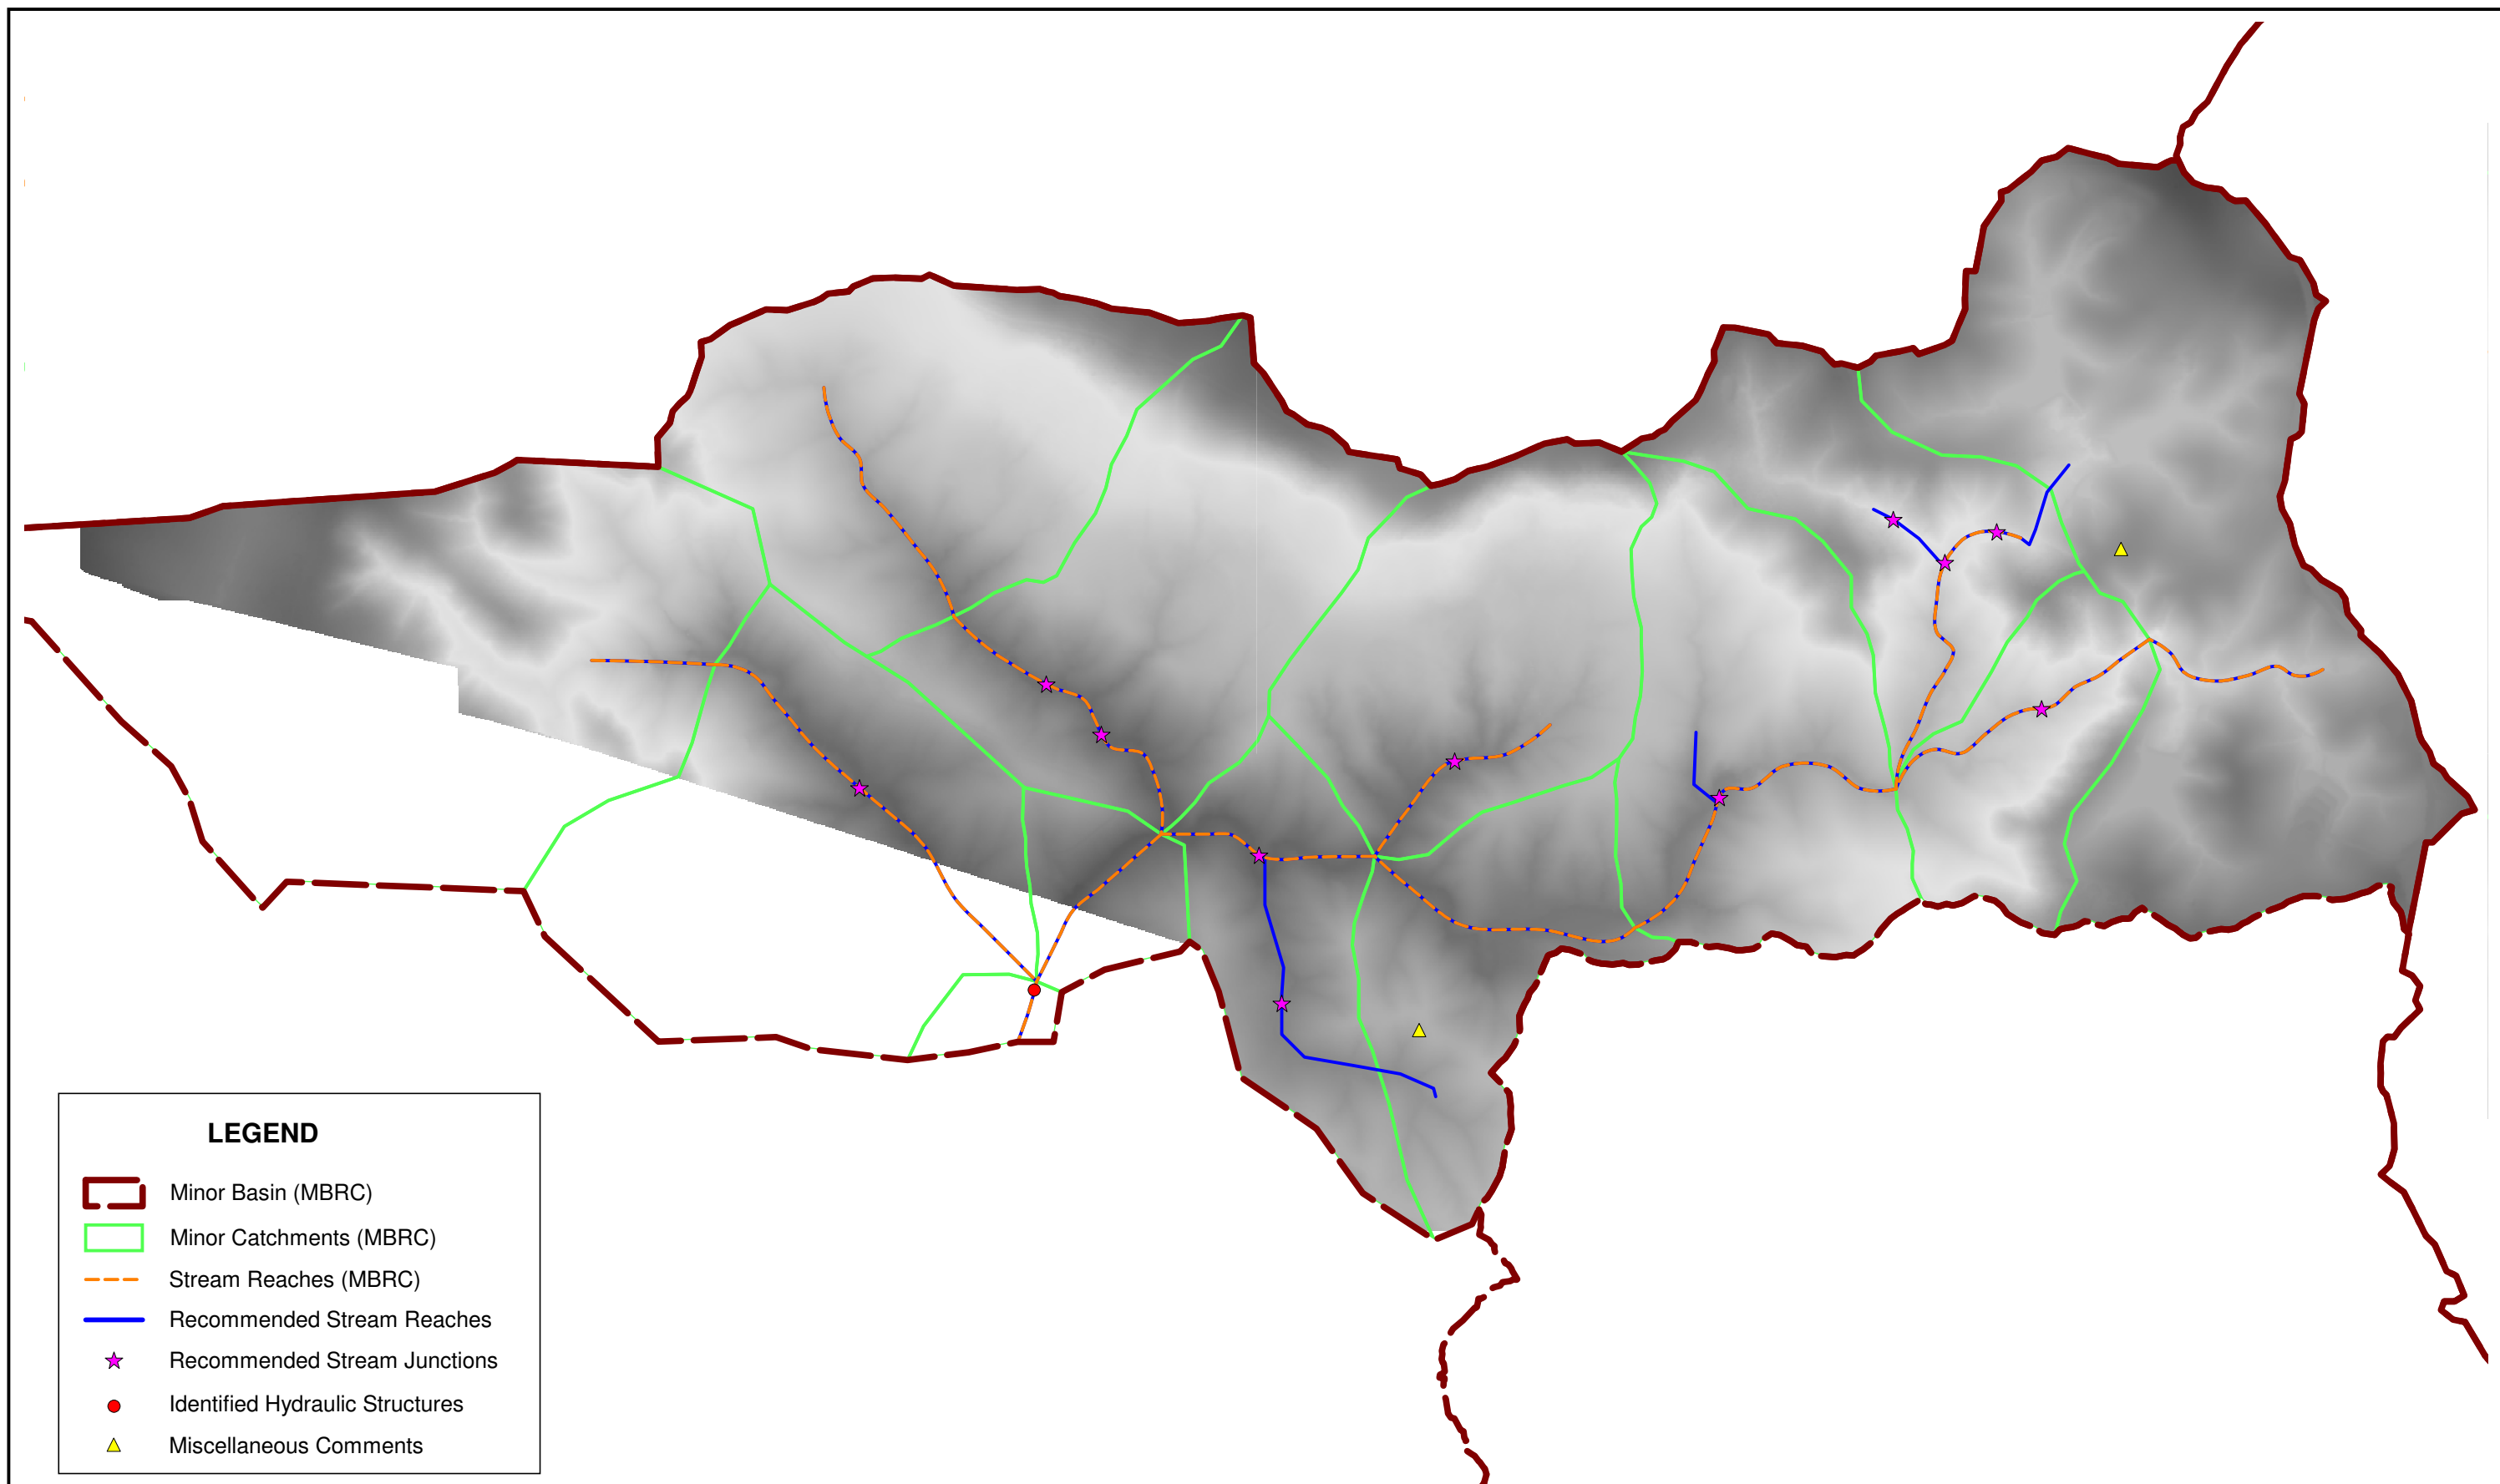 LEGEND
Minor Basin (MBRC)
Minor Catchments (MBRC)
Stream Reaches (MBRC)
Recommended Stream Reaches
Recommended Stream Junctions
Identified Hydraulic Structures
Miscellaneous Comments